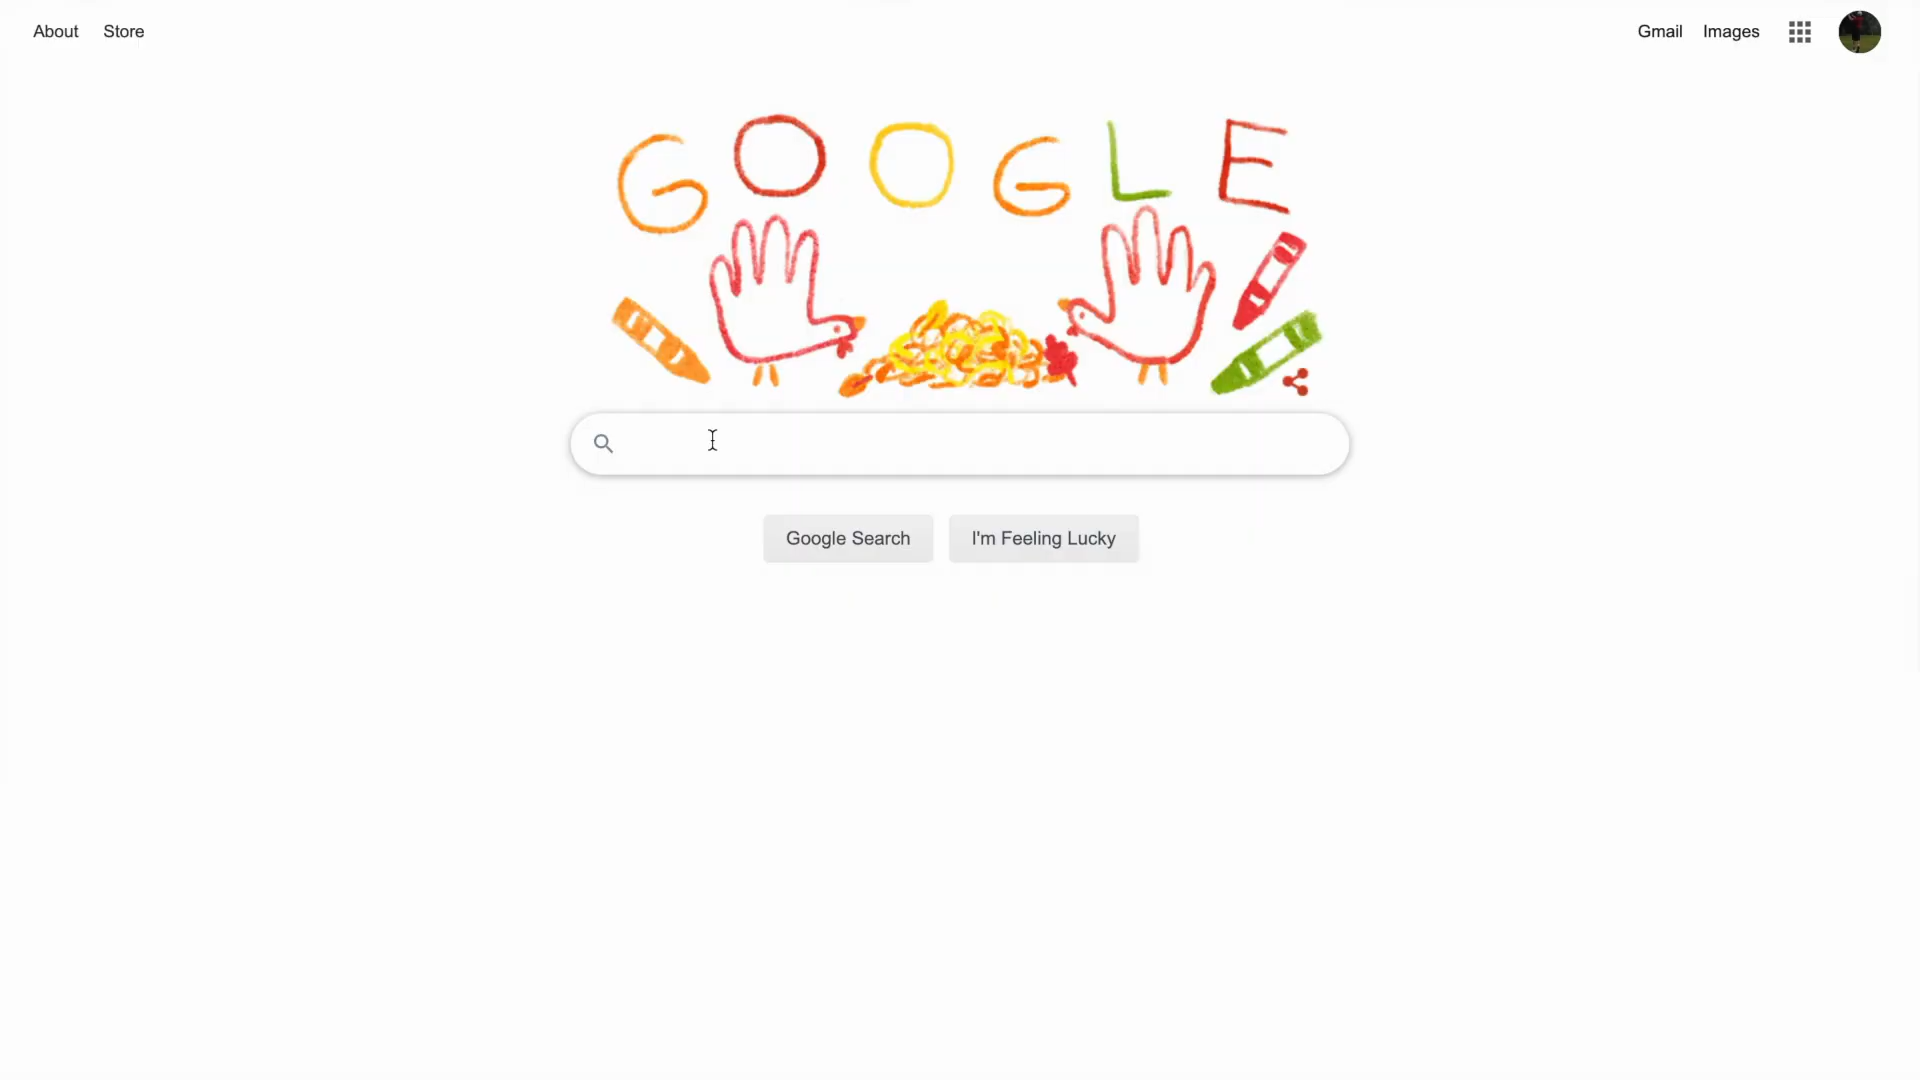 About Store
Gmail Images
GOOGLE
Google Search
I'm Feeling Lucky